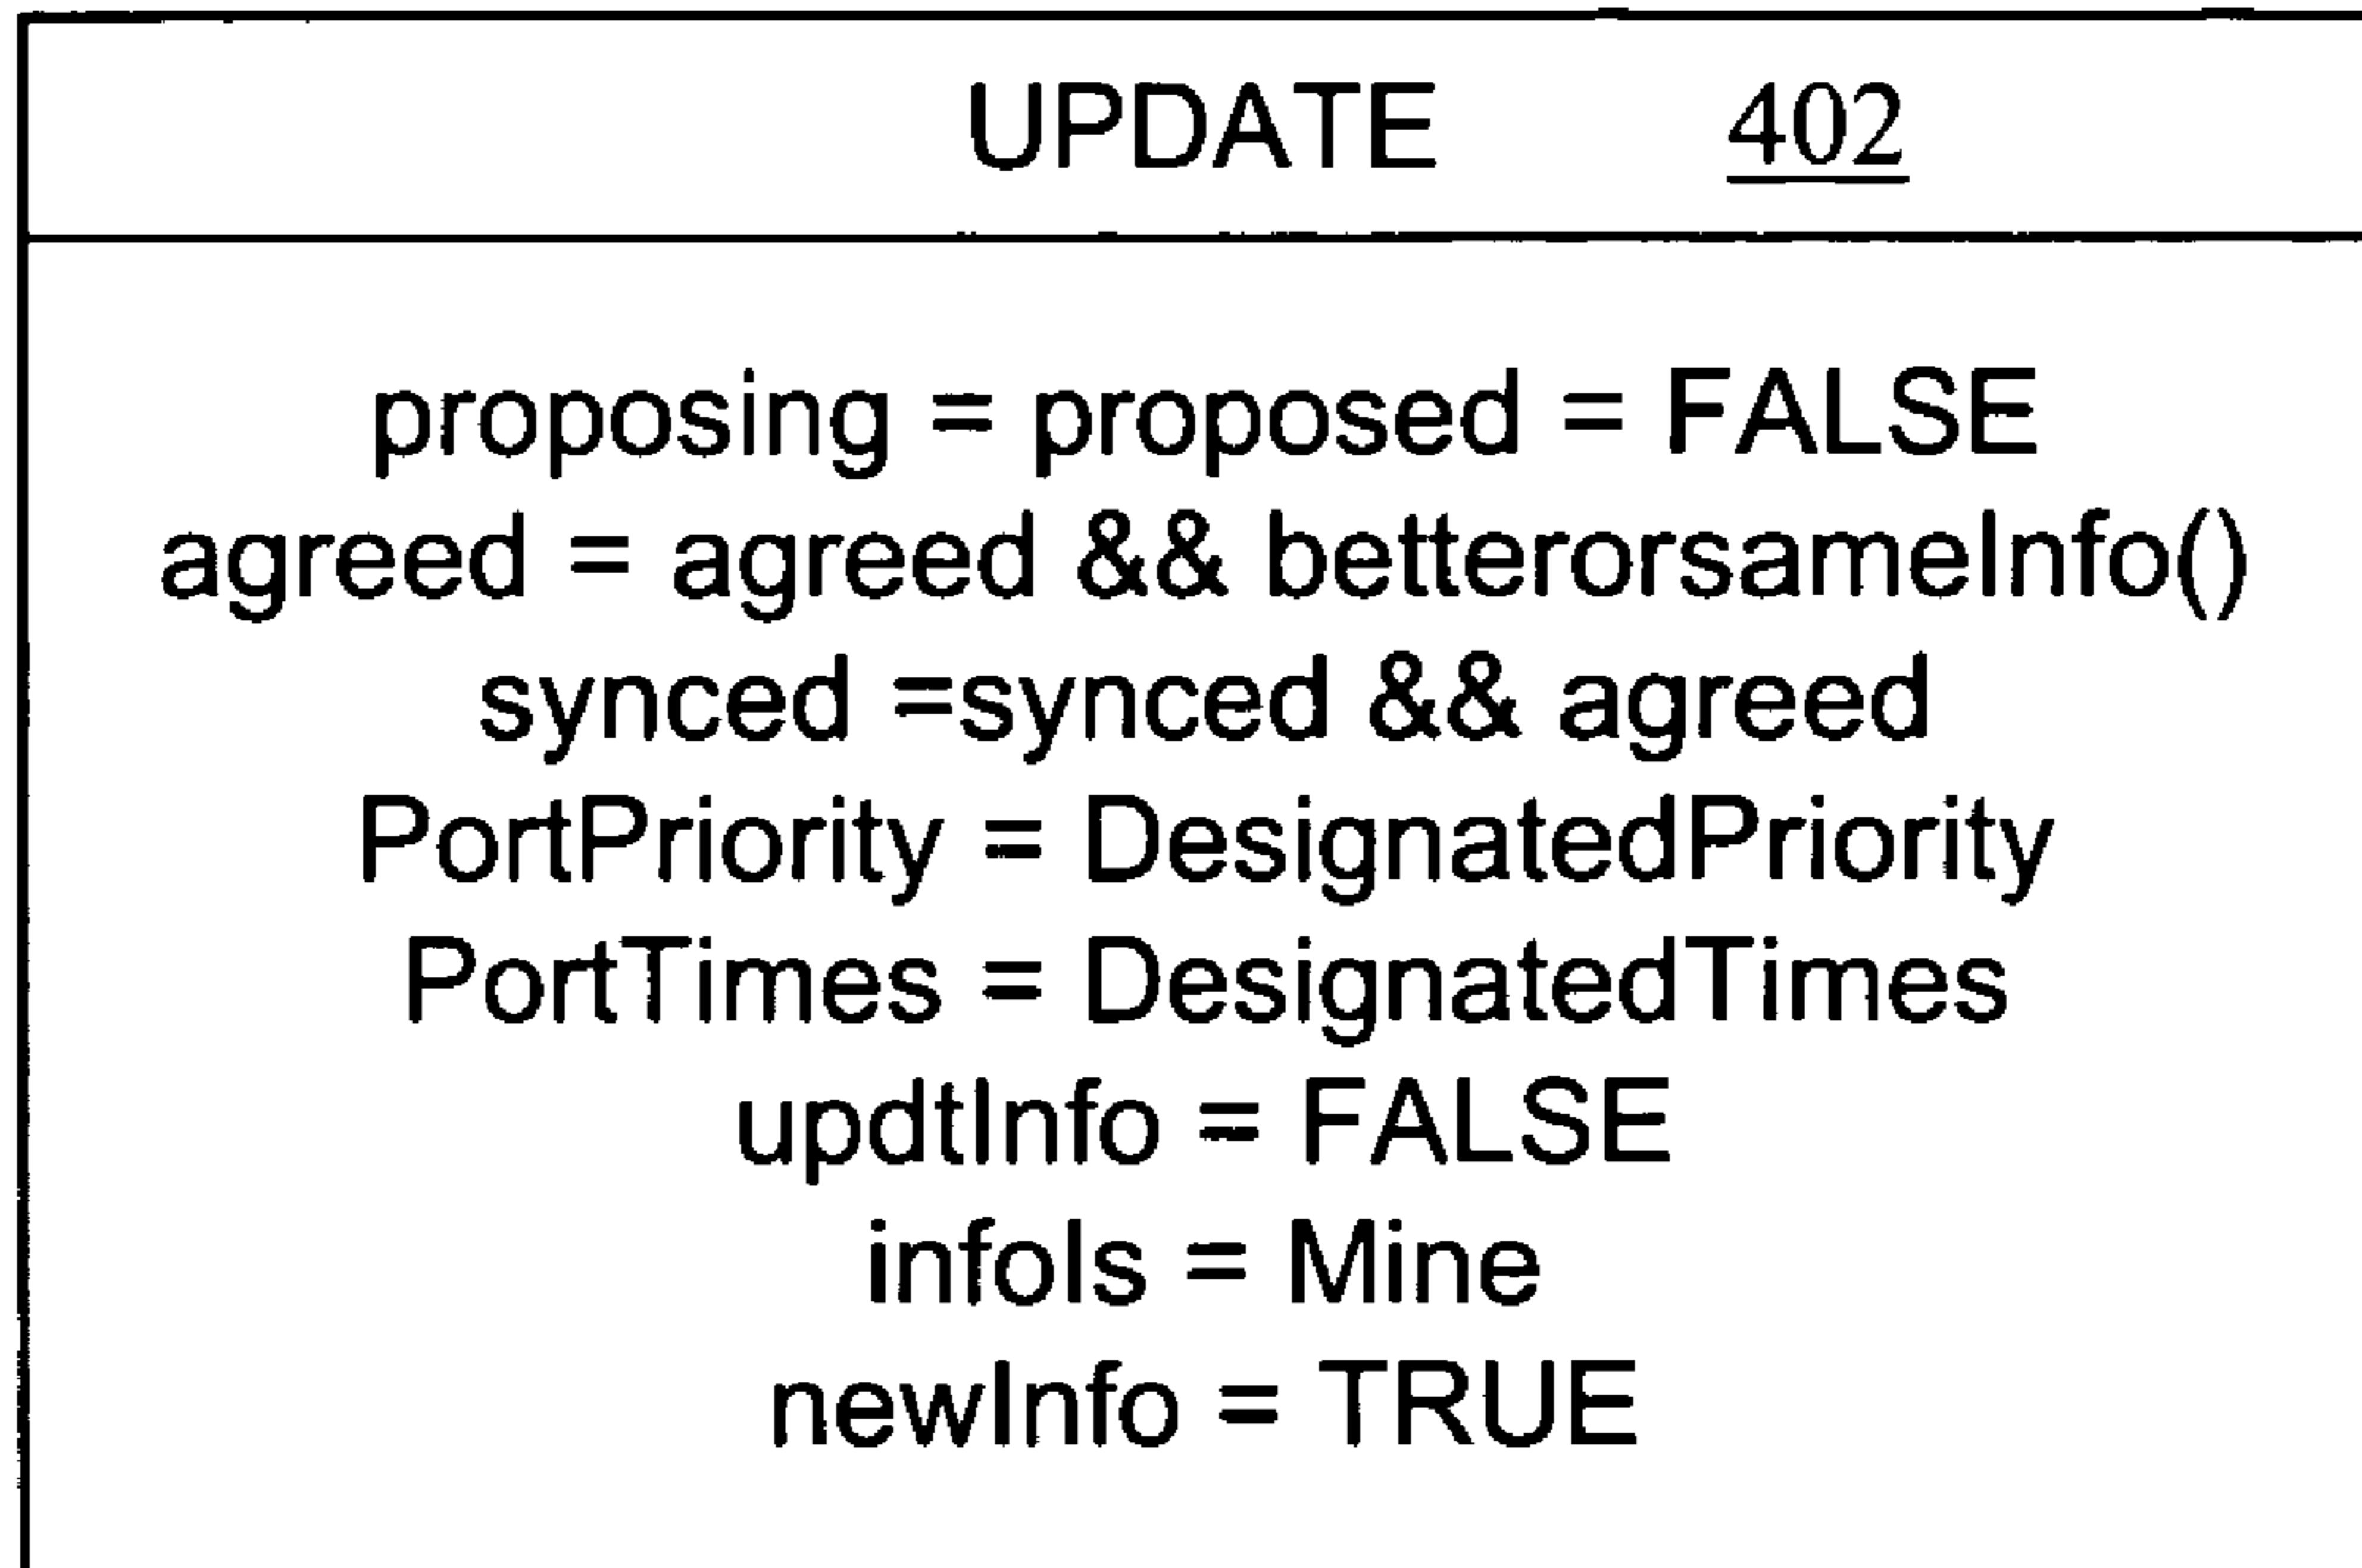 UPDATE 402
proposing = proposed = FALSE
agreed = agreed && betterorsameInfo()
synced =synced && agreed
PortPriority = DesignatedPriority
PortTimes = DesignatedTimes
updtInfo = FALSE
infoIs = Mine
newInfo = TRUE